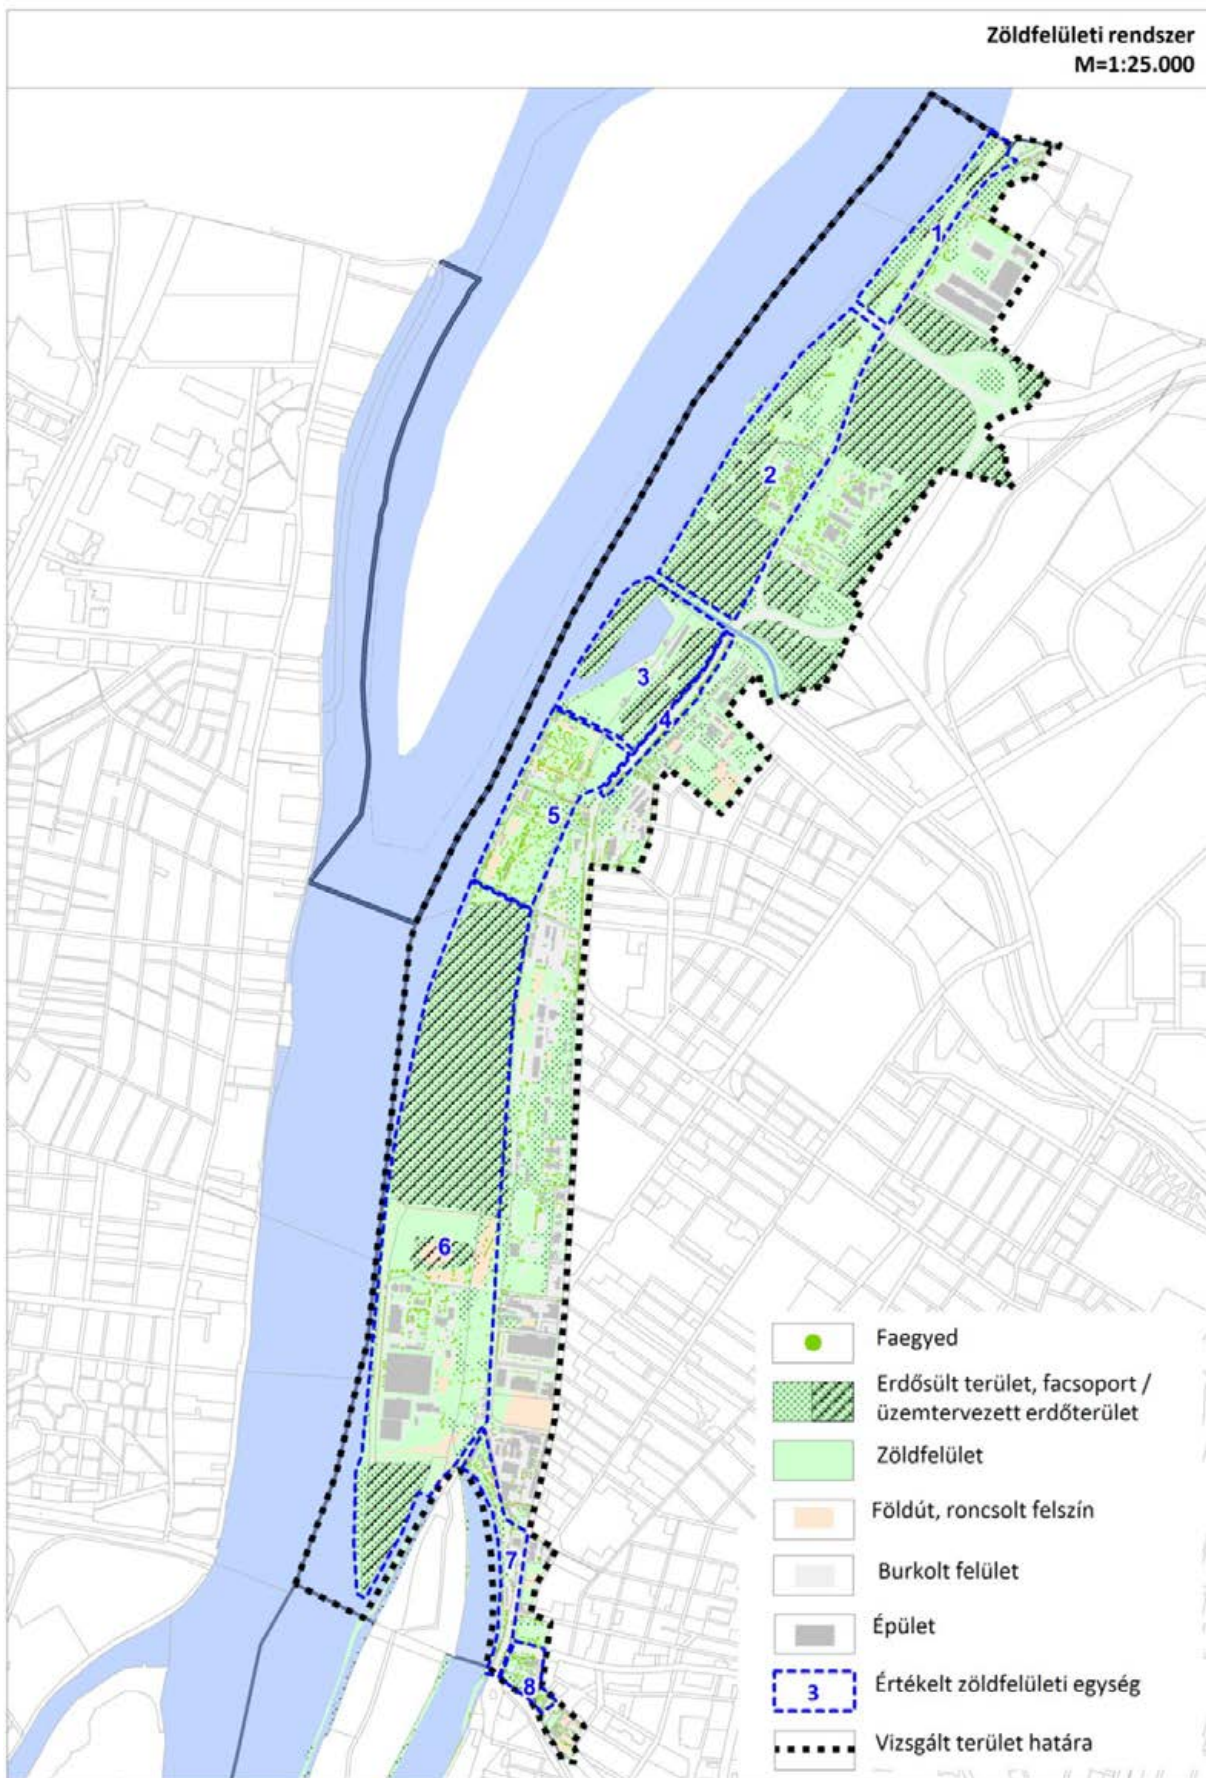 Zöldfelületi rendszer
M=1:25.000
1
2
3
4
5
6
7
8
Faegyed
Erdősült terület, facsoport /
üzemtervezett erdőterület
Zöldfelület
Földút, roncsolt felszín
Burkolt felület
Épület
3 Értékelt zöldfelületi egység
Vizsgált terület határa